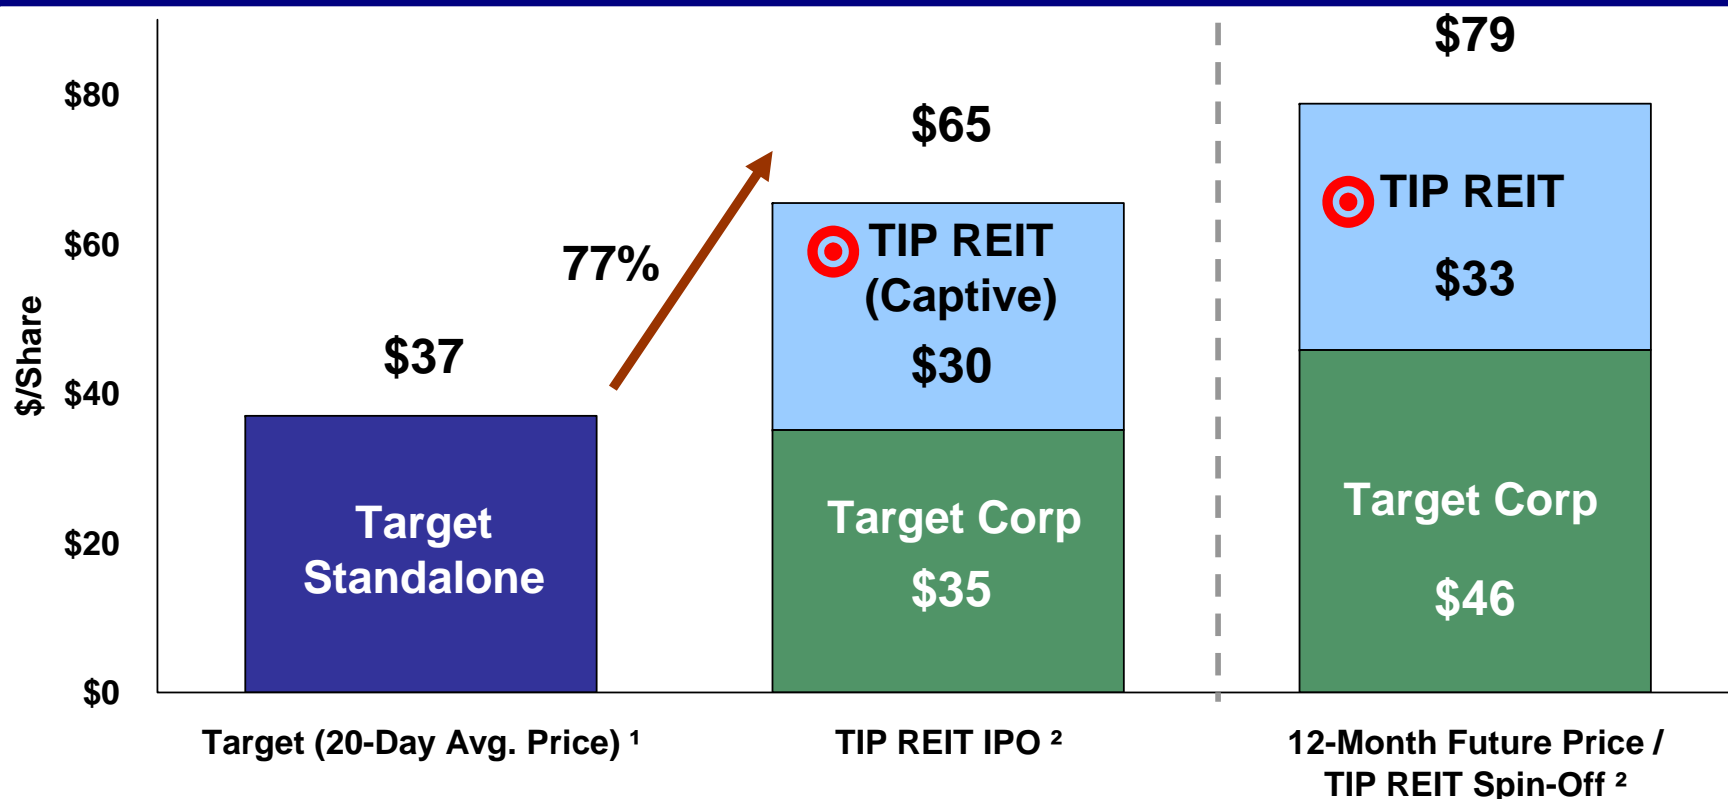 $/Share
$80
$60
$40
$20
$0
$37
Target
Standalone
77%
$65
TIP REIT
(Captive)
$30
Target Corp
$35
$79
TIP REIT
$33
Target Corp
$46
Target (20-Day Avg. Price) ¹
TIP REIT IPO ²
12-Month Future Price /
TIP REIT Spin-Off ²